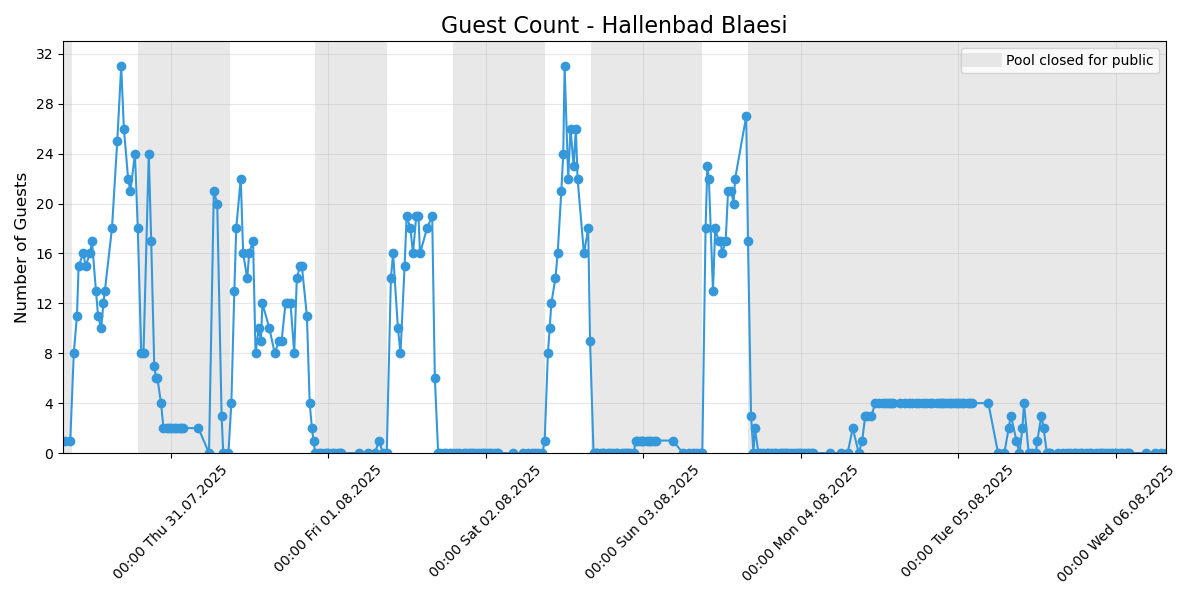 Guest Count - Hallenbad Blaesi
Pool closed for public
Number of Guests
32
28
24
20
16
12
8
4
0
00:00 Thu 31.07.2025
00:00 Fri 01.08.2025
00:00 Sat 02.08.2025
00:00 Sun 03.08.2025
00:00 Mon 04.08.2025
00:00 Tue 05.08.2025
00:00 Wed 06.08.2025